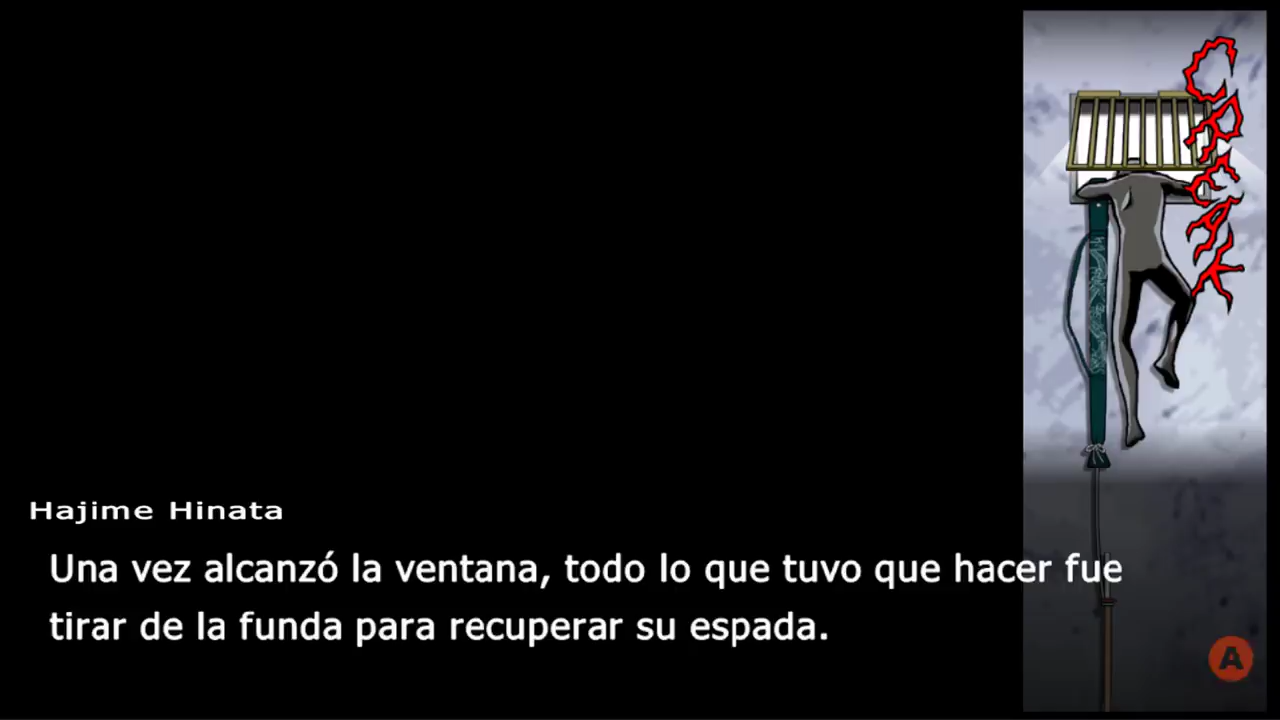 CREAK
Hajime Hinata
Una vez alcanzó la ventana, todo lo que tuvo que hacer fue
tirar de la funda para recuperar su espada.
A